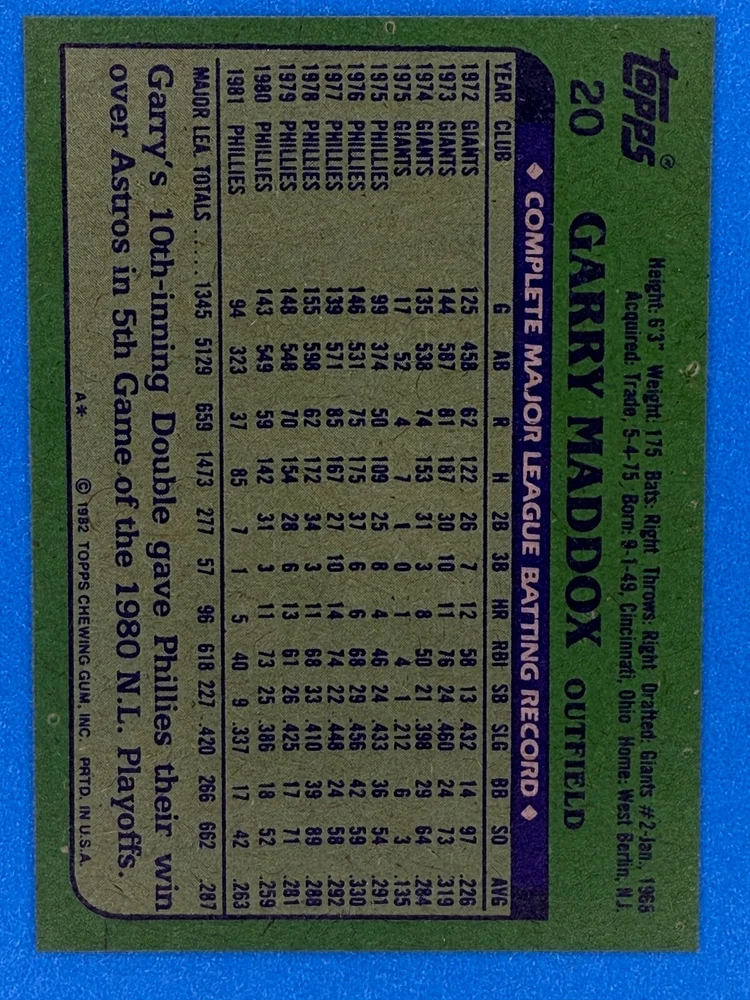 topps®
20
Height: 6'3" Weight: 175 Bats: Right Throws: Right Drafted: Giants #2-Jan., 1968
Acquired: Trade, 5-4-75 Born: 9-1-49, Cincinnati, Ohio Home: West Berlin, N.J.
GARRY MADDOX OUTFIELD
◆ COMPLETE MAJOR LEAGUE BATTING RECORD ◆
YEAR CLUB G AB R H 2B 3B HR RBI SB SLG BB SO AVG
1972 GIANTS 125 458 62 122 26 7 12 58 13 .432 14 97 .266
1973 GIANTS 144 587 81 187 30 10 11 76 24 .460 24 73 .319
1974 GIANTS 135 538 74 153 31 3 8 50 21 .398 29 64 .284
1975 GIANTS 17 52 4 7 1 0 1 4 1 .212 6 3 .135
1975 PHILLIES 99 374 50 109 25 8 4 46 24 .433 36 54 .291
1976 PHILLIES 146 531 75 175 37 6 6 68 29 .456 42 59 .330
1977 PHILLIES 139 571 85 167 27 10 14 74 22 .448 24 58 .292
1978 PHILLIES 155 598 62 172 34 3 11 68 33 .410 39 89 .288
1979 PHILLIES 148 548 70 154 28 6 13 61 26 .425 17 71 .281
1980 PHILLIES 143 549 59 142 31 3 11 73 25 .386 18 52 .259
1981 PHILLIES 94 323 37 85 7 1 5 40 9 .337 17 42 .263
MAJOR LEA. TOTALS ...... 1345 5129 659 1473 277 57 96 618 227 .420 266 662 .287
Garry's 10th-inning Double gave Phillies their win
over Astros in 5th Game of the 1980 N.L. Playoffs.
A* © 1982 TOPPS CHEWING GUM, INC. PRTD. IN U.S.A.